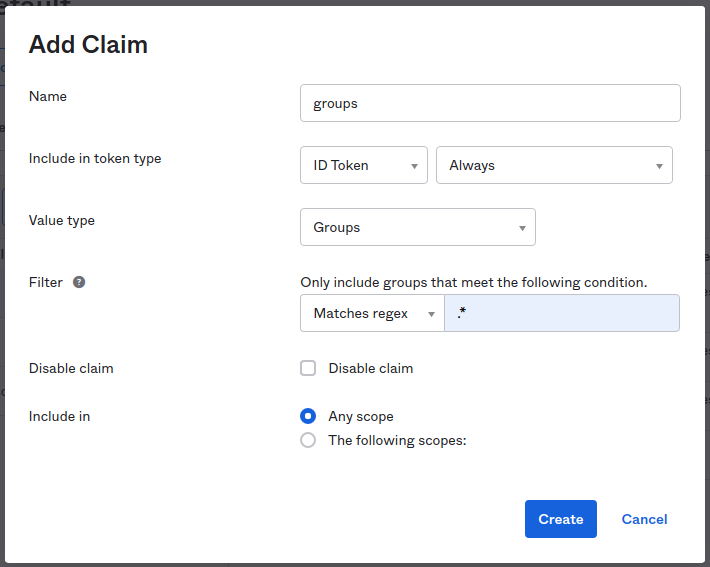 Add Claim
Name
groups
Include in token type
ID Token
Always
Value type
Groups
Filter ?
Only include groups that meet the following condition.
Matches regex
.*
Disable claim
Disable claim
Include in
Any scope
The following scopes:
Create
Cancel